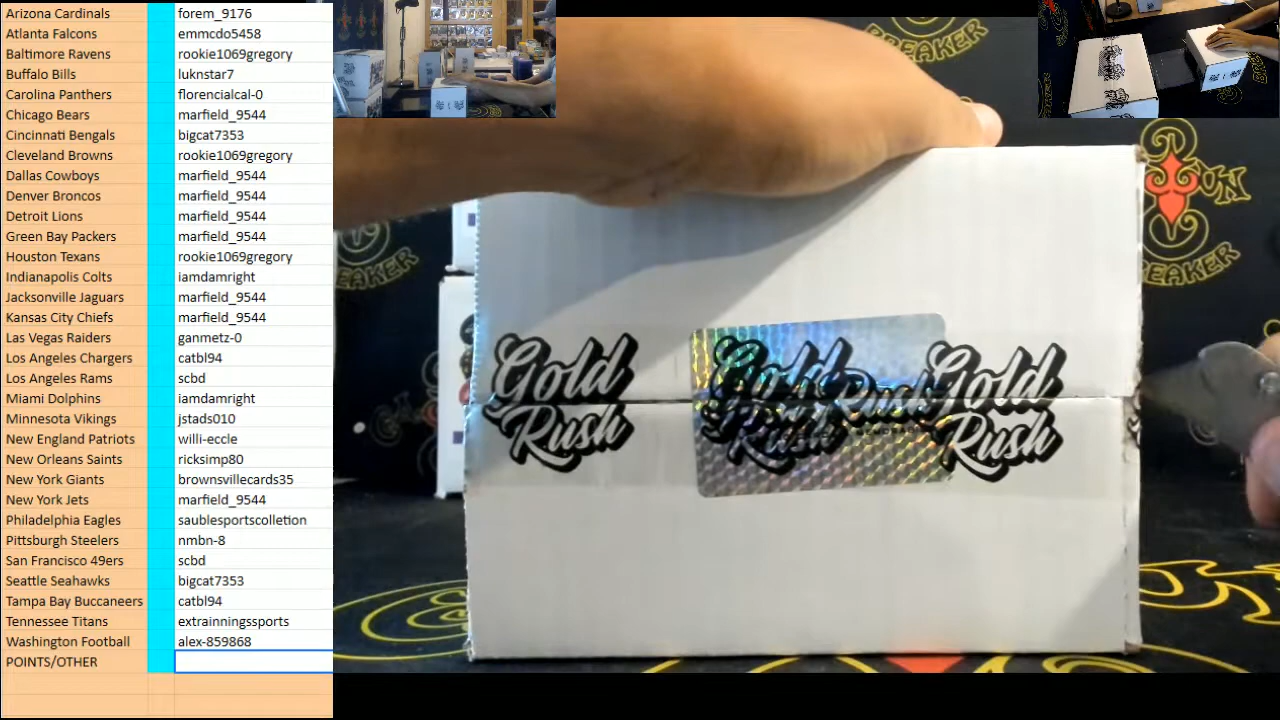 Arizona Cardinals forem_9176
Atlanta Falcons emmcdo5458
Baltimore Ravens rookie1069gregory
Buffalo Bills luknstar7
Carolina Panthers florencialcal-0
Chicago Bears marfield_9544
Cincinnati Bengals bigcat7353
Cleveland Browns rookie1069gregory
Dallas Cowboys marfield_9544
Denver Broncos marfield_9544
Detroit Lions marfield_9544
Green Bay Packers marfield_9544
Houston Texans rookie1069gregory
Indianapolis Colts iamdamright
Jacksonville Jaguars marfield_9544
Kansas City Chiefs marfield_9544
Las Vegas Raiders ganmetz-0
Los Angeles Chargers catbl94
Los Angeles Rams scbd
Miami Dolphins iamdamright
Minnesota Vikings jstads010
New England Patriots willi-eccle
New Orleans Saints ricksimp80
New York Giants brownsvillecards35
New York Jets marfield_9544
Philadelphia Eagles saublesportscolletion
Pittsburgh Steelers nmbn-8
San Francisco 49ers scbd
Seattle Seahawks bigcat7353
Tampa Bay Buccaneers catbl94
Tennessee Titans extrainningssports
Washington Football alex-859868
POINTS/OTHER
BREAKER
BREAKER
BREAKER
Gold
Rush
Gold
Rush
Rush
Gold
Rush